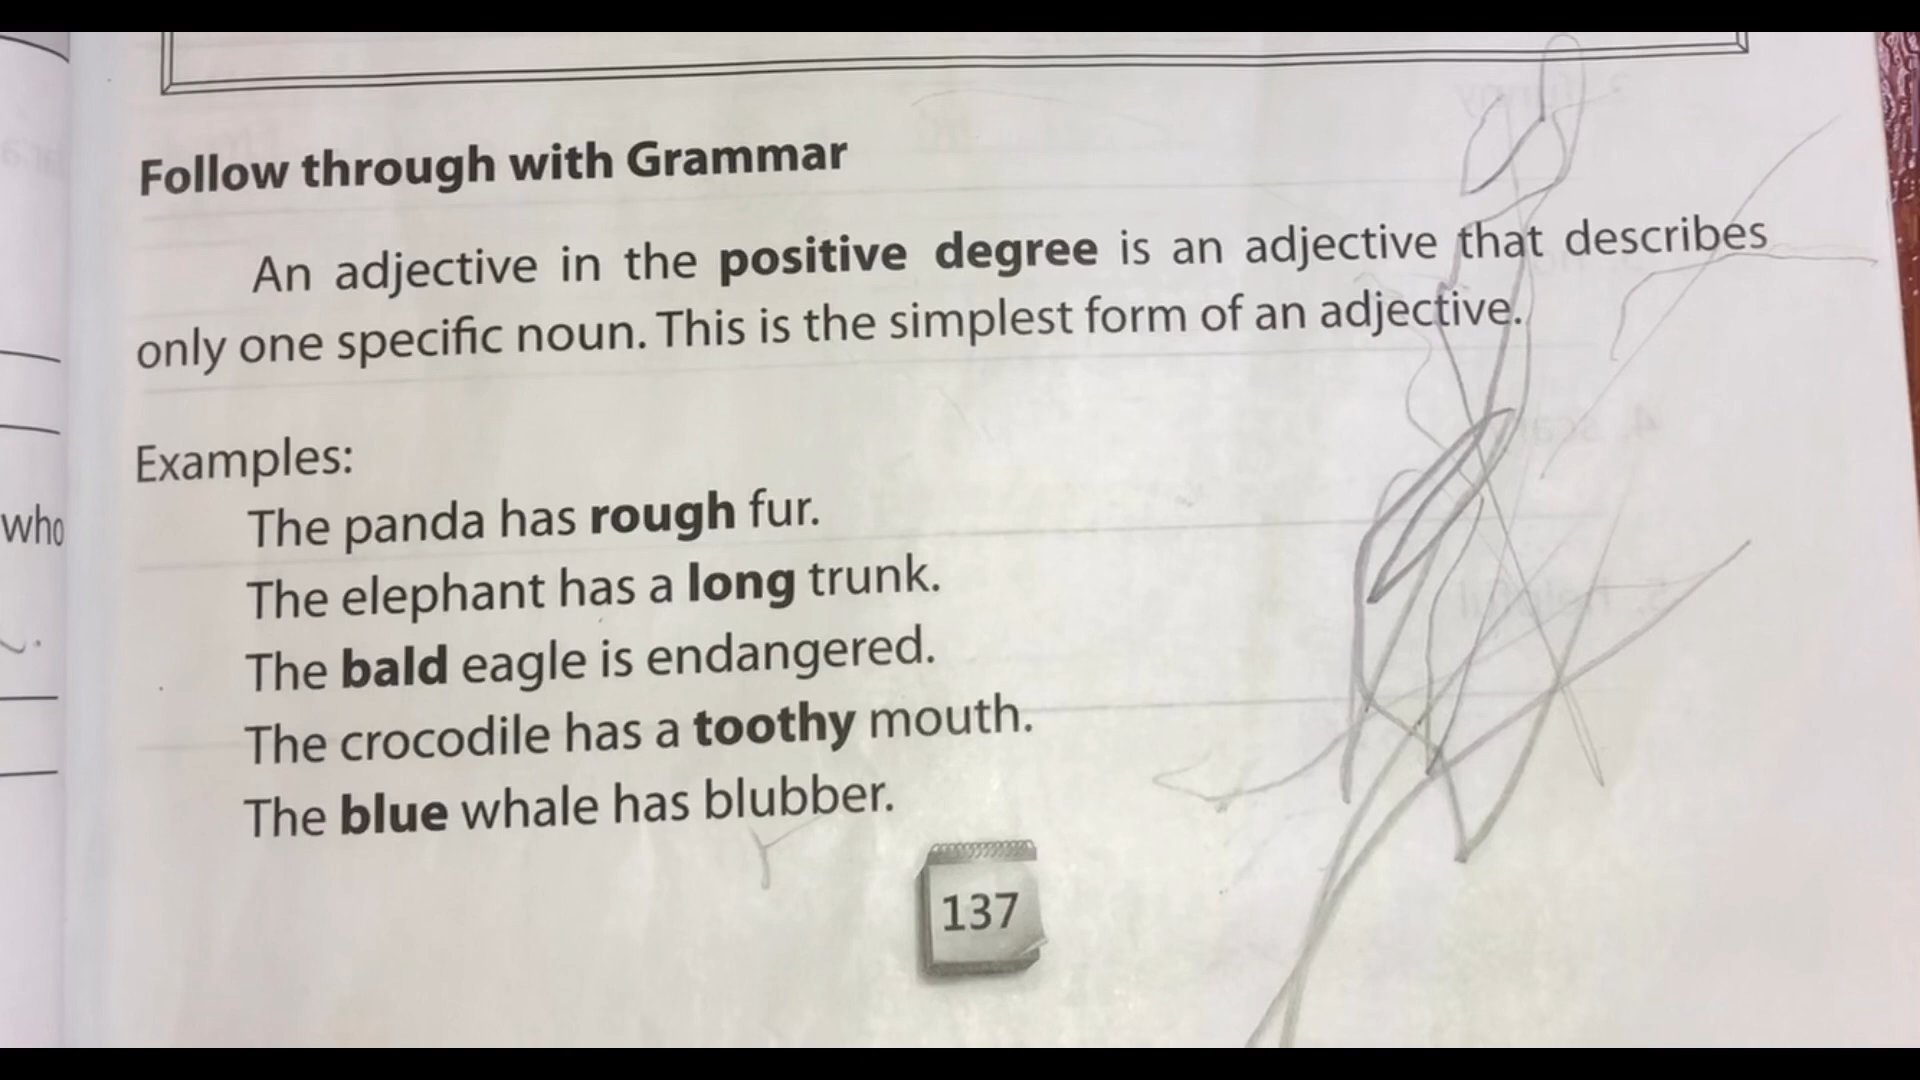 Follow through with Grammar
An adjective in the positive degree is an adjective that describes
only one specific noun. This is the simplest form of an adjective.
Examples:
The panda has rough fur.
The elephant has a long trunk.
The bald eagle is endangered.
The crocodile has a toothy mouth.
The blue whale has blubber.
137
who